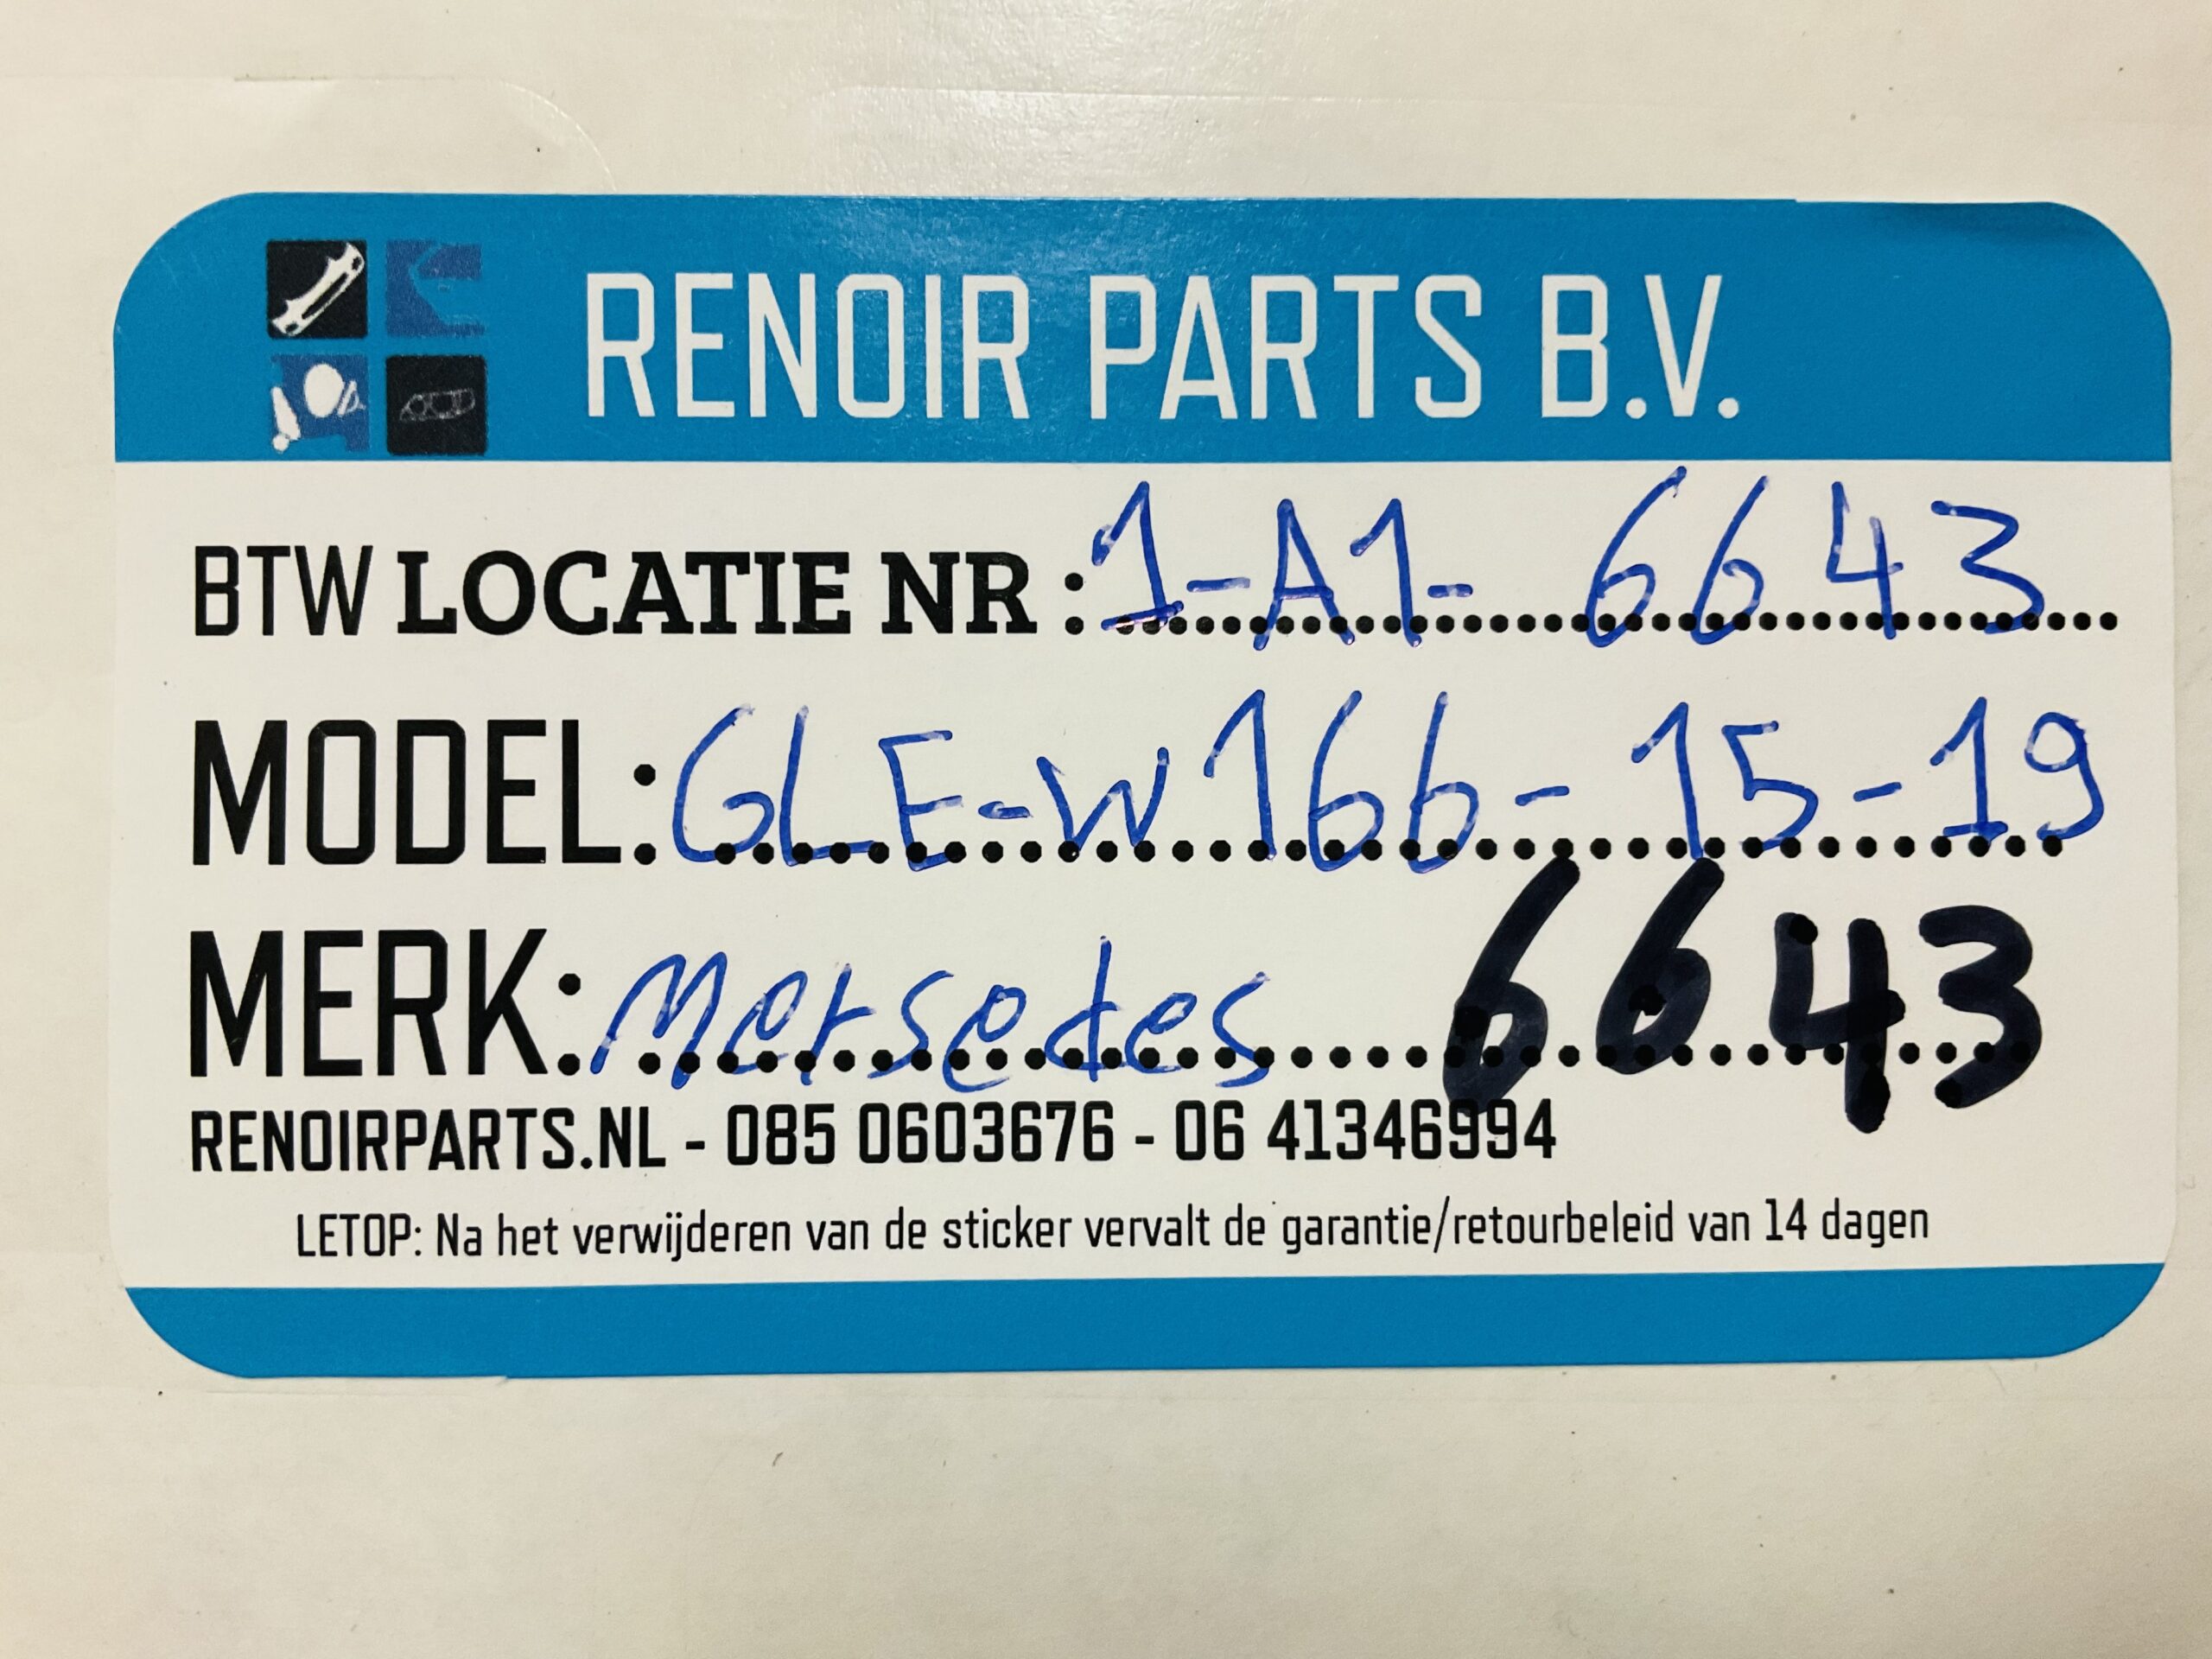 RENOIR PARTS B.V.
BTW LOCATIE NR : 1-A1- 6643
MODEL: GLE-W166-15-19
MERK: Mersedes 6643
RENOIRPARTS.NL - 085 0603676 - 06 41346994
LETOP: Na het verwijderen van de sticker vervalt de garantie/retourbeleid van 14 dagen